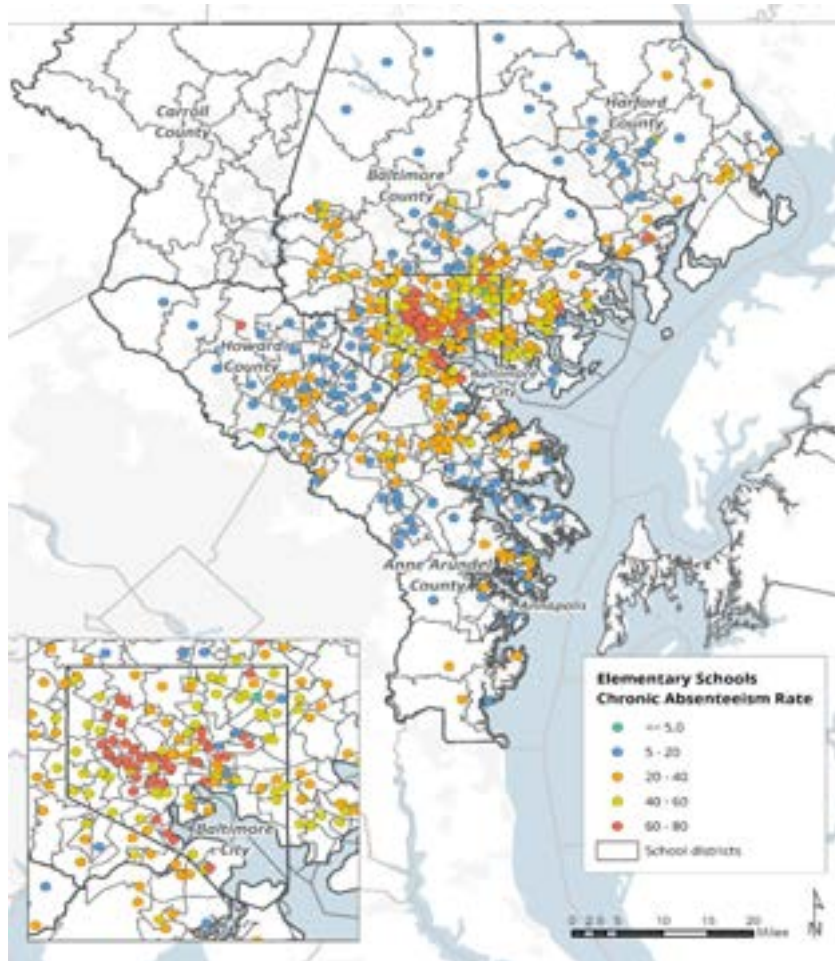 Carroll
County
Harford
County
Baltimore
County
Howard
County
Baltimore
City
Anne Arundel
County
Annapolis
Baltimore
City
Elementary Schools
Chronic Absenteeism Rate
<= 5.0
5 - 20
20 - 40
40 - 60
60 - 80
School districts
10
15
20
Miles
N